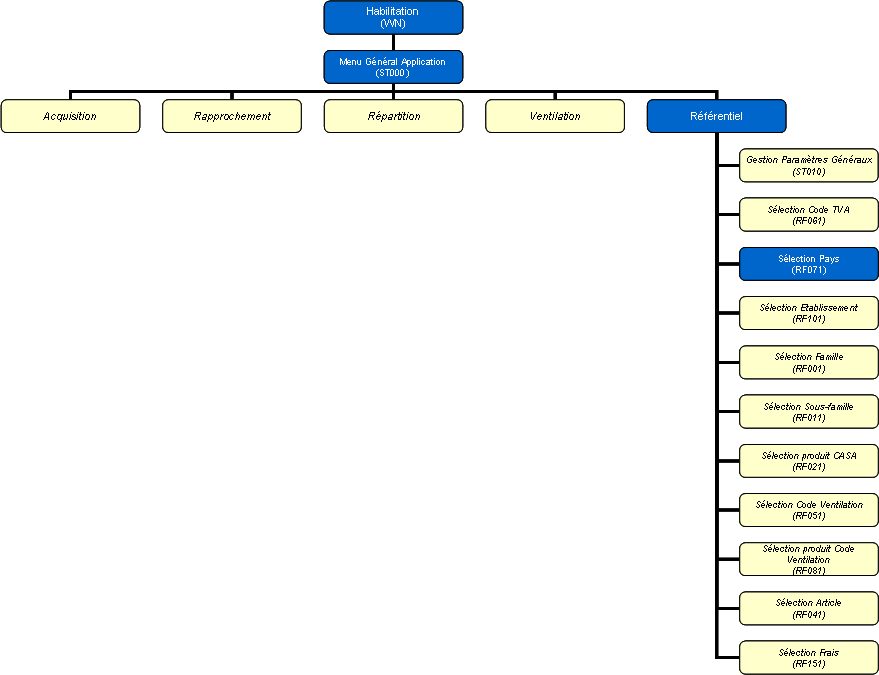 Habilitation
(VVN)
Menu Général Application
(ST000)
Acquisition
Rapprochement
Répartition
Ventilation
Référentiel
Gestion Paramètres Généraux
(ST010)
Sélection Code TVA
(RF061)
Sélection Pays
(RF071)
Sélection Etablissement
(RF101)
Sélection Famille
(RF001)
Sélection Sous-famille
(RF011)
Sélection produit CASA
(RF021)
Sélection Code Ventilation
(RF051)
Sélection produit Code
Ventilation
(RF081)
Sélection Article
(RF041)
Sélection Frais
(RF151)